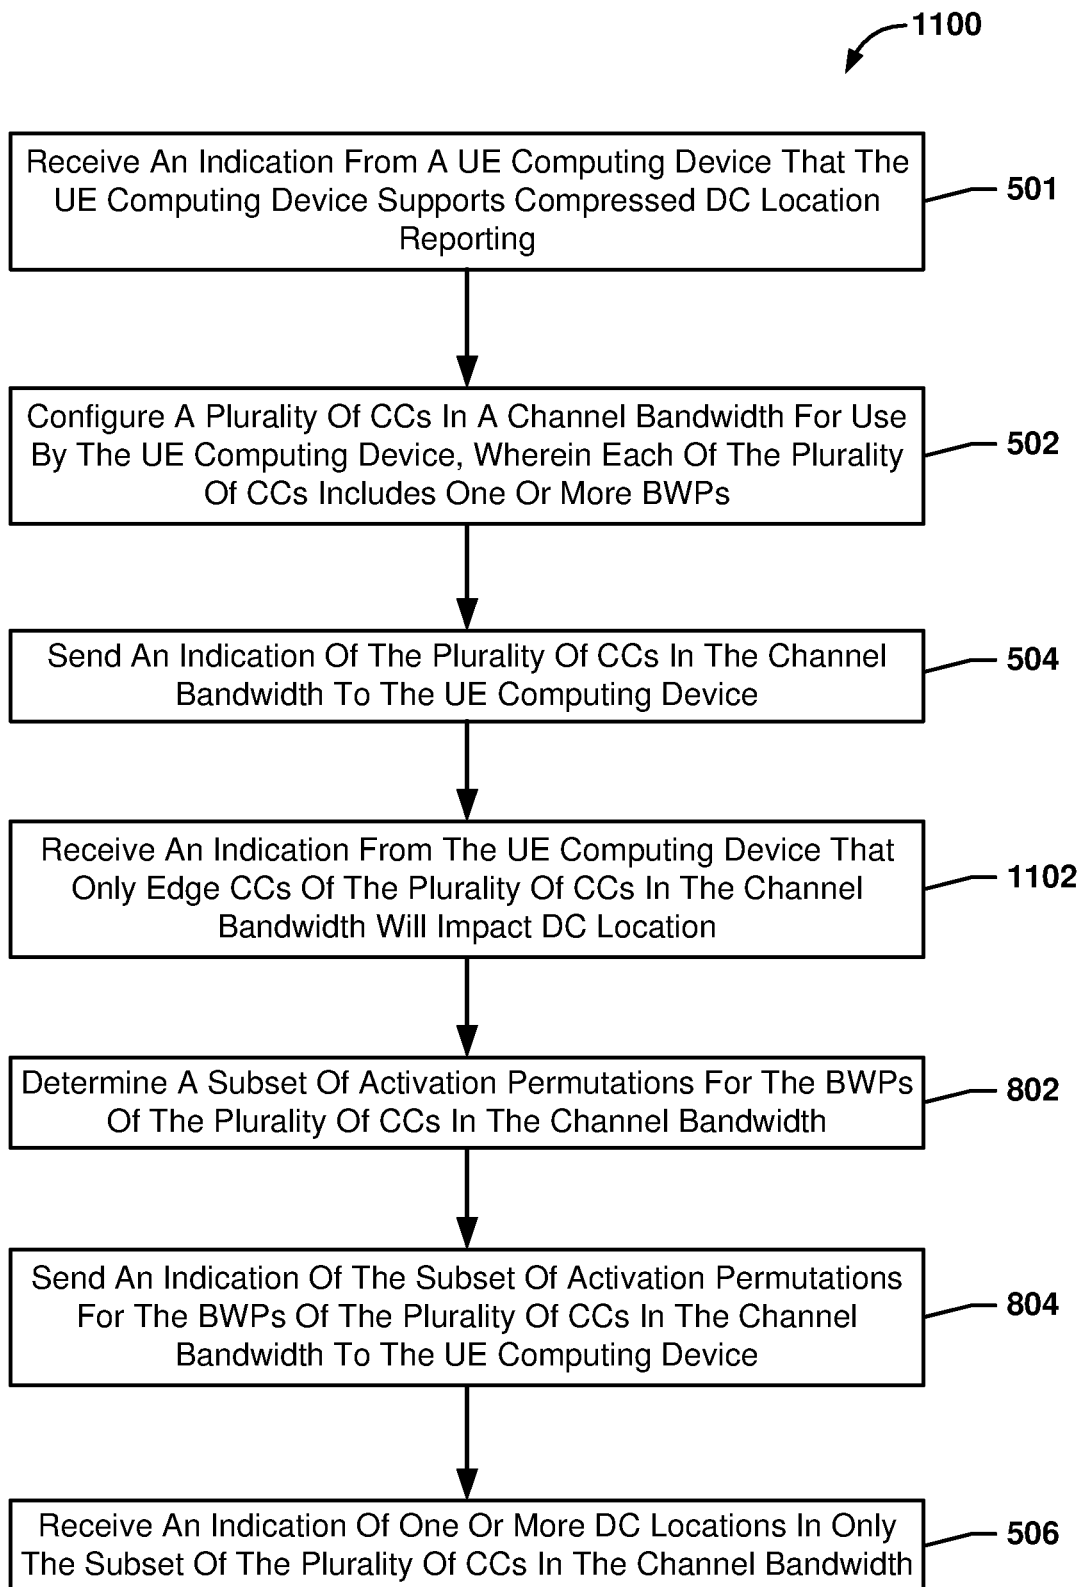 1100
Receive An Indication From A UE Computing Device That The
UE Computing Device Supports Compressed DC Location
Reporting
501
Configure A Plurality Of CCs In A Channel Bandwidth For Use
By The UE Computing Device, Wherein Each Of The Plurality
Of CCs Includes One Or More BWPs
502
Send An Indication Of The Plurality Of CCs In The Channel
Bandwidth To The UE Computing Device
504
Receive An Indication From The UE Computing Device That
Only Edge CCs Of The Plurality Of CCs In The Channel
Bandwidth Will Impact DC Location
1102
Determine A Subset Of Activation Permutations For The BWPs
Of The Plurality Of CCs In The Channel Bandwidth
802
Send An Indication Of The Subset Of Activation Permutations
For The BWPs Of The Plurality Of CCs In The Channel
Bandwidth To The UE Computing Device
804
Receive An Indication Of One Or More DC Locations In Only
The Subset Of The Plurality Of CCs In The Channel Bandwidth
506